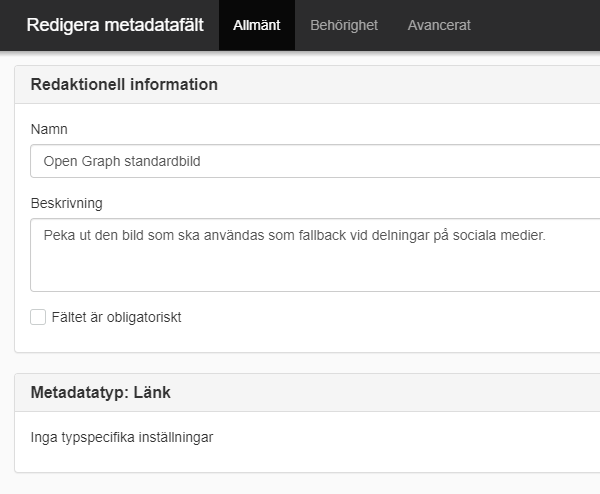 Redigera metadatafält Allmänt Behörighet Avancerat
Redaktionell information
Namn
Open Graph standardbild
Beskrivning
Peka ut den bild som ska användas som fallback vid delningar på sociala medier.
Fältet är obligatoriskt
Metadatatyp: Länk
Inga typspecifika inställningar